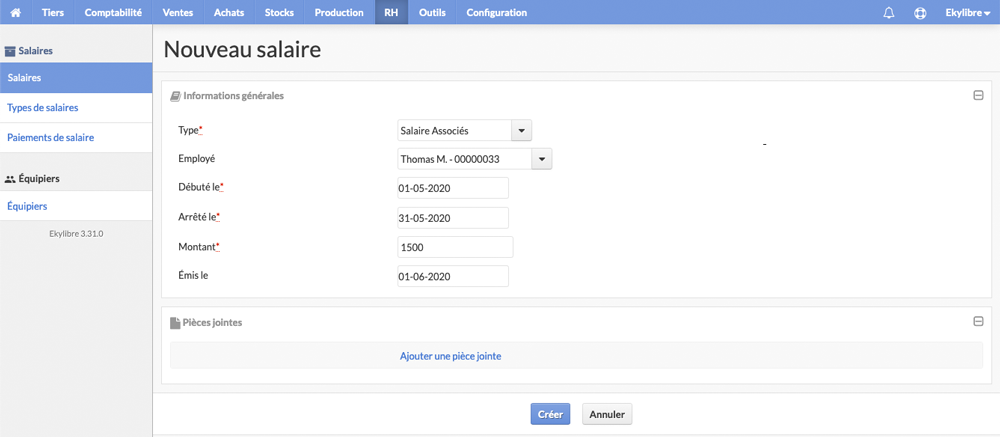 Tiers Comptabilité Ventes Achats Stocks Production RH Outils Configuration Ekylibre
Salaires
Salaires
Types de salaires
Paiements de salaire
Équipiers
Équipiers
Ekylibre 3.31.0
Nouveau salaire
Informations générales
Type* Salaire Associés
Employé Thomas M. - 00000033
Débuté le* 01-05-2020
Arrêté le* 31-05-2020
Montant* 1500
Émis le 01-06-2020
Pièces jointes
Ajouter une pièce jointe
Créer Annuler